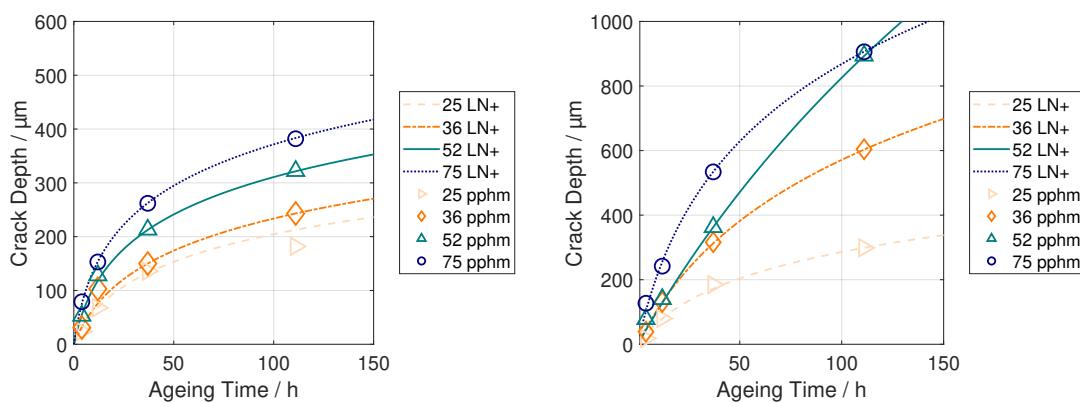 600
500
400
300
200
100
0
0
50
100
150
Crack Depth / µm
Ageing Time / h
25 LN+
36 LN+
52 LN+
75 LN+
25 pphm
36 pphm
52 pphm
75 pphm
1000
800
600
400
200
0
50
100
150
Crack Depth / µm
Ageing Time / h
25 LN+
36 LN+
52 LN+
75 LN+
25 pphm
36 pphm
52 pphm
75 pphm